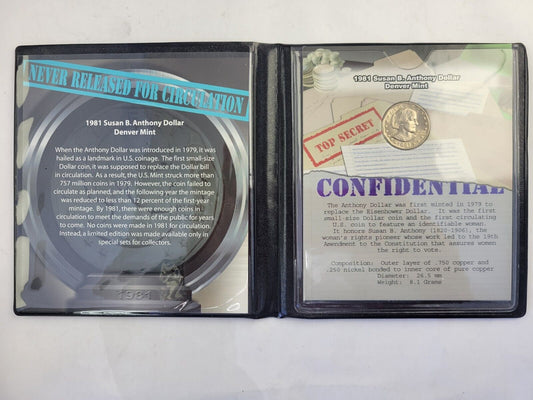 NEVER RELEASED FOR CIRCULATION
1981 Susan B. Anthony Dollar
Denver Mint
When the Anthony Dollar was introduced in 1979, it was
hailed as a landmark in U.S. coinage. The first small-size
Dollar coin, it was supposed to replace the Dollar bill
in circulation. As a result, the U.S. Mint struck more than
757 million coins in 1979. However, the coin failed to
circulate as planned, and the following year the mintage
was reduced to less than 12 percent of the first-year
mintage. By 1981, there were enough coins in
circulation to meet the demands of the public for years
to come. No coins were made in 1981 for circulation.
Instead, a limited edition was made available only in
special sets for collectors.
1981
1981 Susan B. Anthony Dollar
Denver Mint
TOP SECRET
CONFIDENTIAL
The Anthony Dollar was first minted in 1979 to
replace the Eisenhower Dollar. It was the first
small-size Dollar coin and the first circulating
U.S. coin to feature an identifiable woman.
It honors Susan B. Anthony (1820-1906), the
woman's rights pioneer whose work led to the 19th
Amendment to the Constitution that assures women
the right to vote.
Composition: Outer layer of .750 copper and
.250 nickel bonded to inner core of pure copper
Diameter: 26.5 mm
Weight: 8.1 Grams